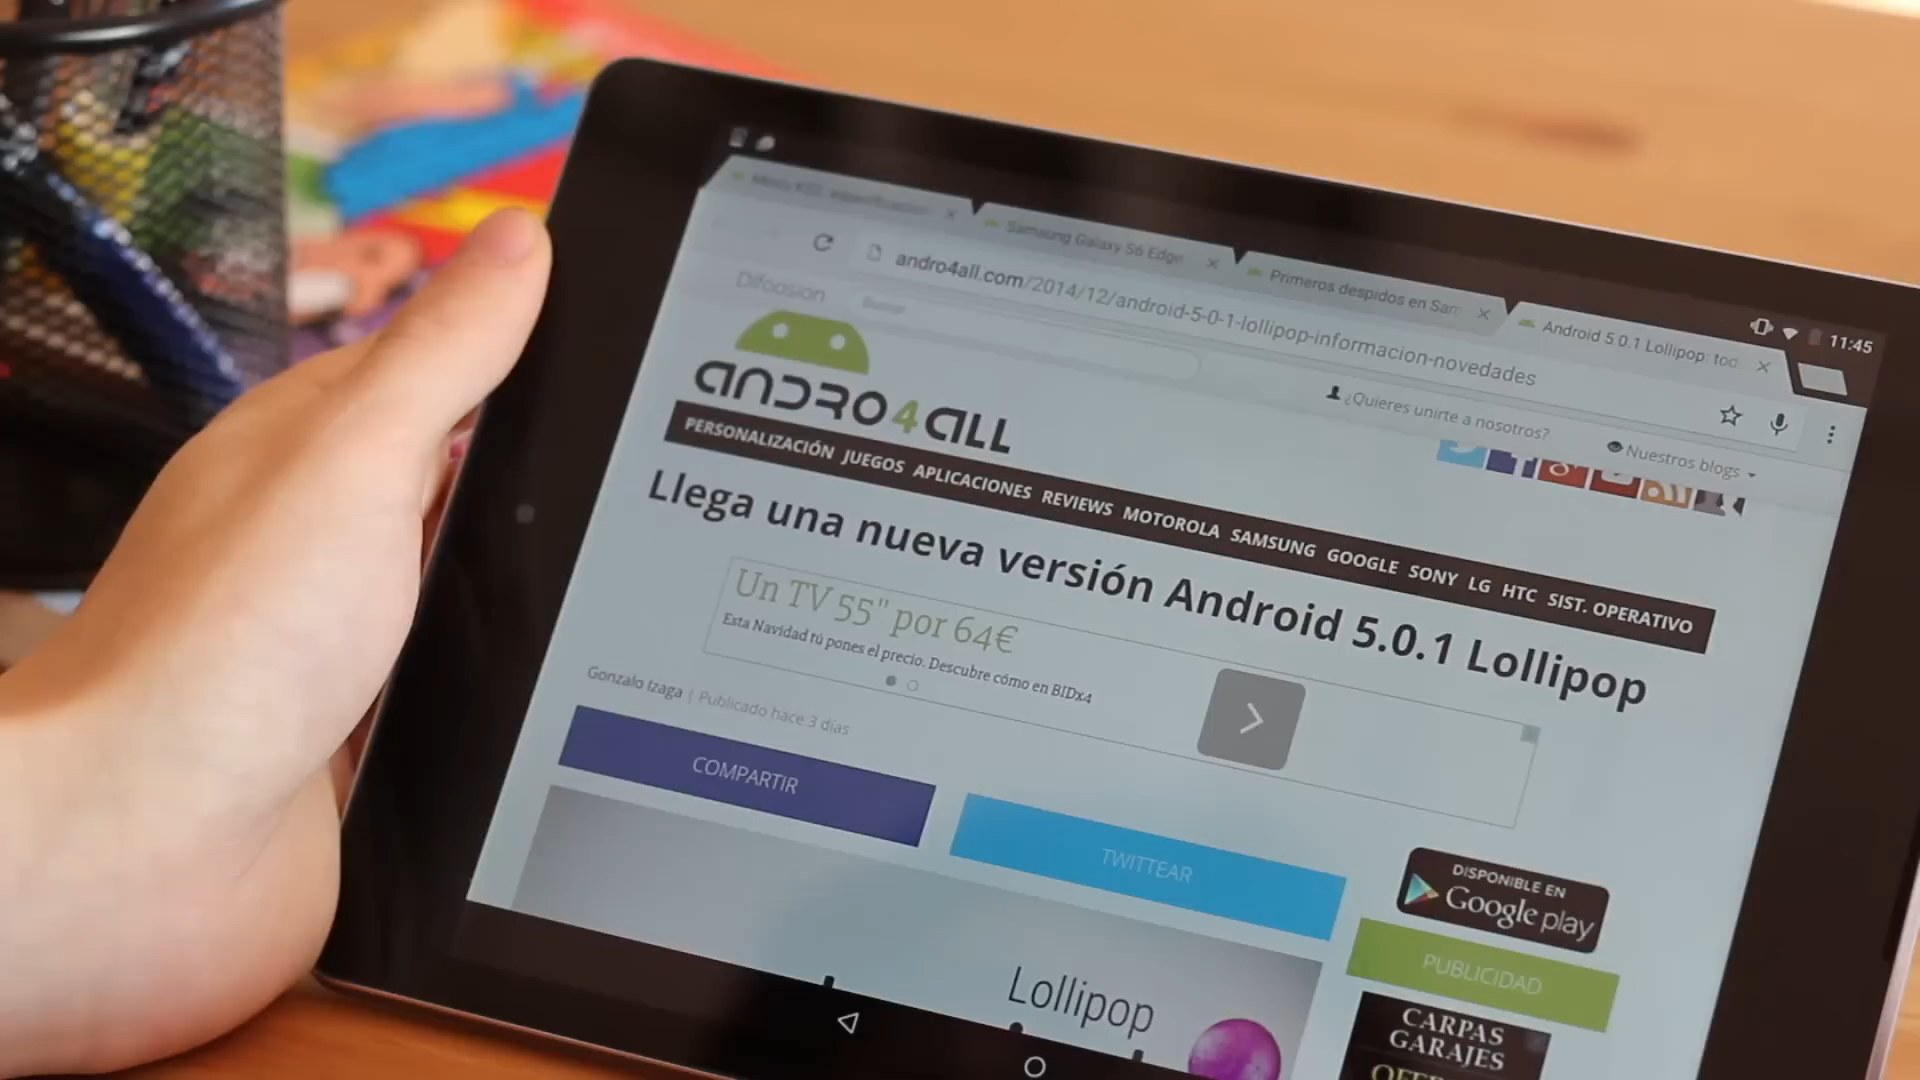 Samsung Galaxy S6 Edge
Primeros despidos en Sam
Android 5.0.1 Lollipop: tod
11:45
andro4all.com/2014/12/android-5-0-1-lollipop-informacion-novedades
Difoosion
Buscar
¿Quieres unirte a nosotros?
Nuestros blogs
ANDRO4ALL
PERSONALIZACIÓN JUEGOS APLICACIONES REVIEWS MOTOROLA SAMSUNG GOOGLE SONY LG HTC SIST. OPERATIVO
Llega una nueva versión Android 5.0.1 Lollipop
Un TV 55" por 64€
Esta Navidad tú pones el precio. Descubre cómo en BIDx4
Gonzalo Izaga | Publicado hace 3 días
COMPARTIR
TWITTEAR
DISPONIBLE EN
Google play
PUBLICIDAD
Lollipop
CARPAS
GARAJES